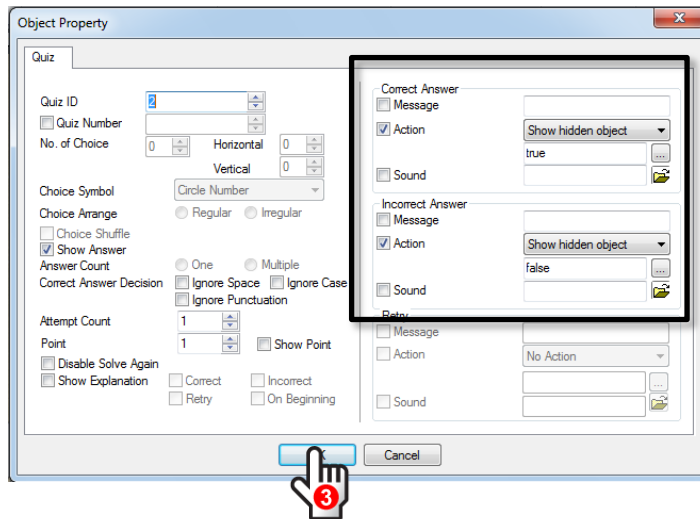 Object Property
Quiz
Quiz ID 2
Quiz Number
No. of Choice 0 Horizontal 0
Vertical 0
Choice Symbol Circle Number
Choice Arrange Regular Irregular
Choice Shuffle
Show Answer
Answer Count One Multiple
Correct Answer Decision Ignore Space Ignore Case
Ignore Punctuation
Attempt Count 1
Point 1 Show Point
Disable Solve Again
Show Explanation Correct Incorrect
Retry On Beginning
Correct Answer
Message
Action Show hidden object
true ...
Sound
Incorrect Answer
Message
Action Show hidden object
false ...
Sound
Retry
Message
Action No Action
...
Sound
Cancel
3